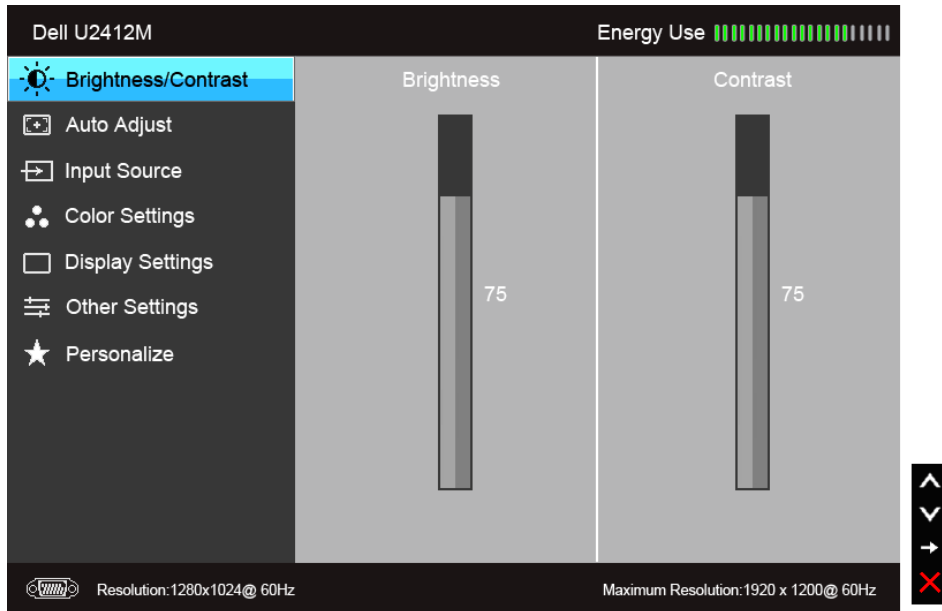 Dell U2412M
Energy Use
Brightness/Contrast
Auto Adjust
Input Source
Color Settings
Display Settings
Other Settings
Personalize
Brightness
75
Contrast
75
Resolution:1280x1024@ 60Hz
Maximum Resolution:1920 x 1200@ 60Hz